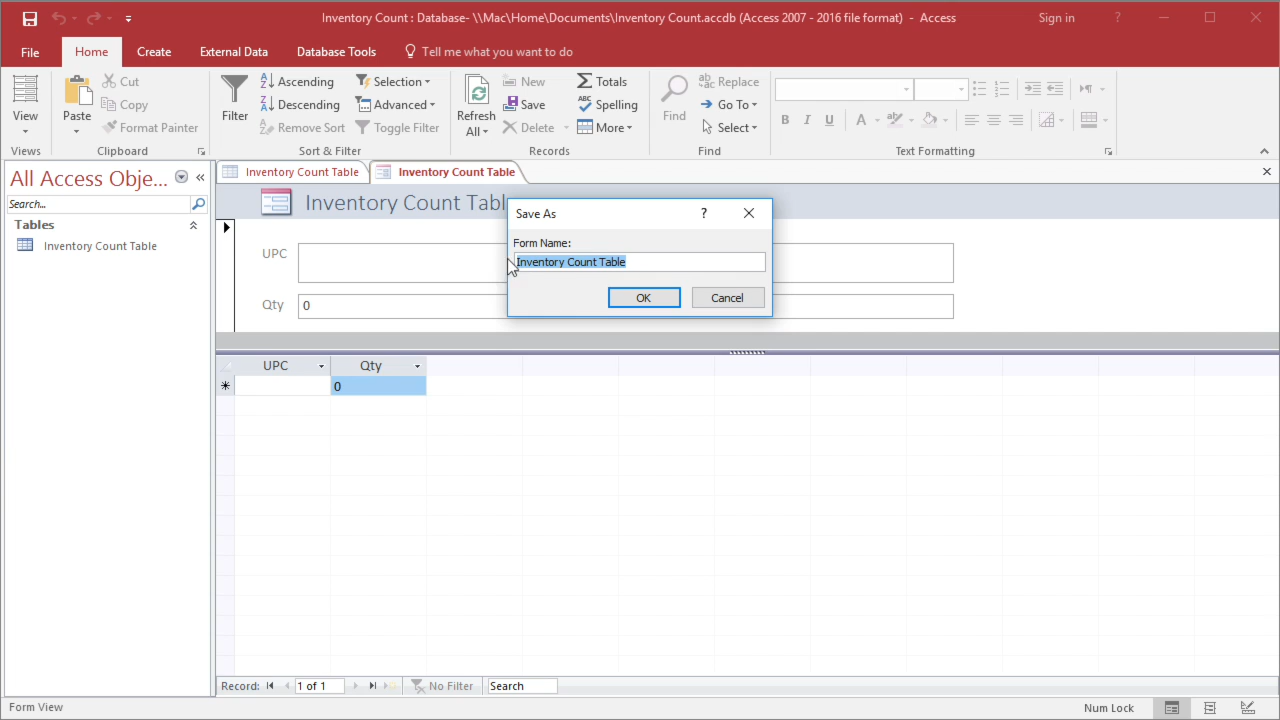 Inventory Count : Database- \\Mac\Home\Documents\Inventory Count.accdb (Access 2007 - 2016 file format) - Access
Sign in
?
File
Home
Create
External Data
Database Tools
Tell me what you want to do
View
Views
Paste
Cut
Copy
Format Painter
Clipboard
Filter
Ascending
Descending
Remove Sort
Selection
Advanced
Toggle Filter
Sort & Filter
Refresh
All
New
Save
Delete
Totals
Spelling
More
Records
Find
Replace
Go To
Select
Find
B I U
A
Text Formatting
All Access Obje...
Search...
Tables
Inventory Count Table
Inventory Count Table
Inventory Count Table
Inventory Count Tabl
UPC
Qty
0
Save As
?
Form Name:
Inventory Count Table
OK
Cancel
UPC
Qty
0
Record:
1 of 1
No Filter
Search
Form View
Num Lock